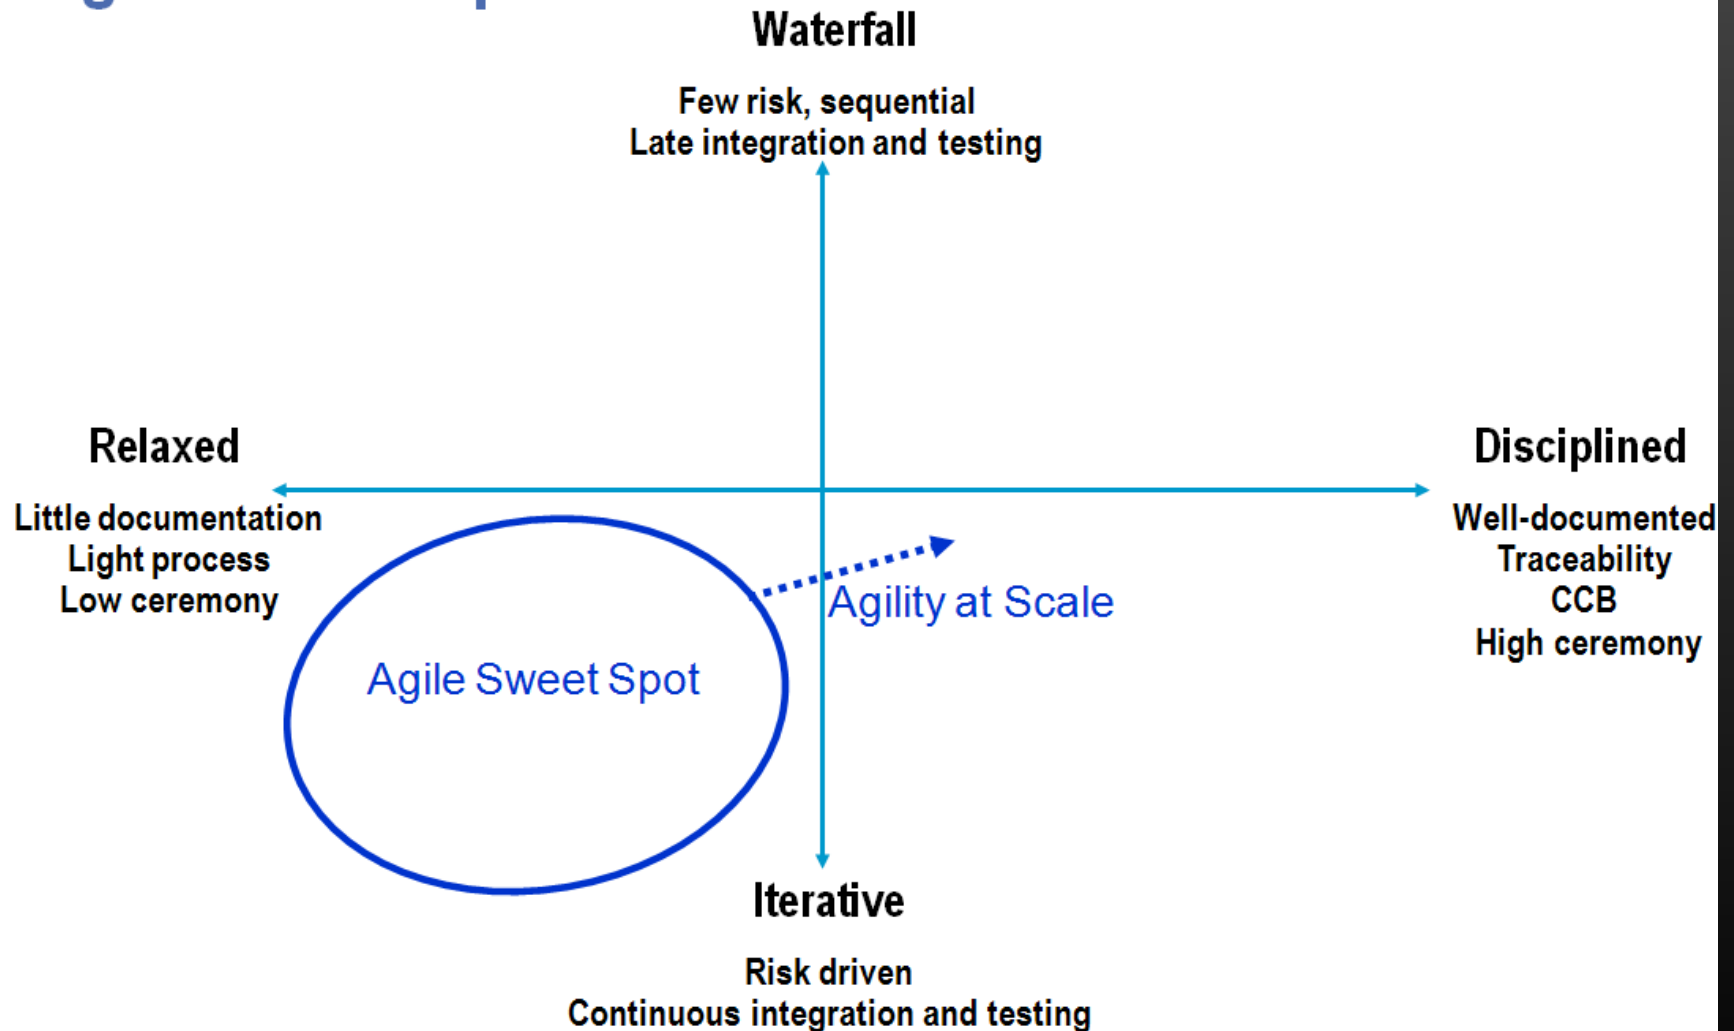 Waterfall
Few risk, sequential
Late integration and testing
Relaxed
Little documentation
Light process
Low ceremony
Disciplined
Well-documented
Traceability
CCB
High ceremony
Agility at Scale
Agile Sweet Spot
Iterative
Risk driven
Continuous integration and testing